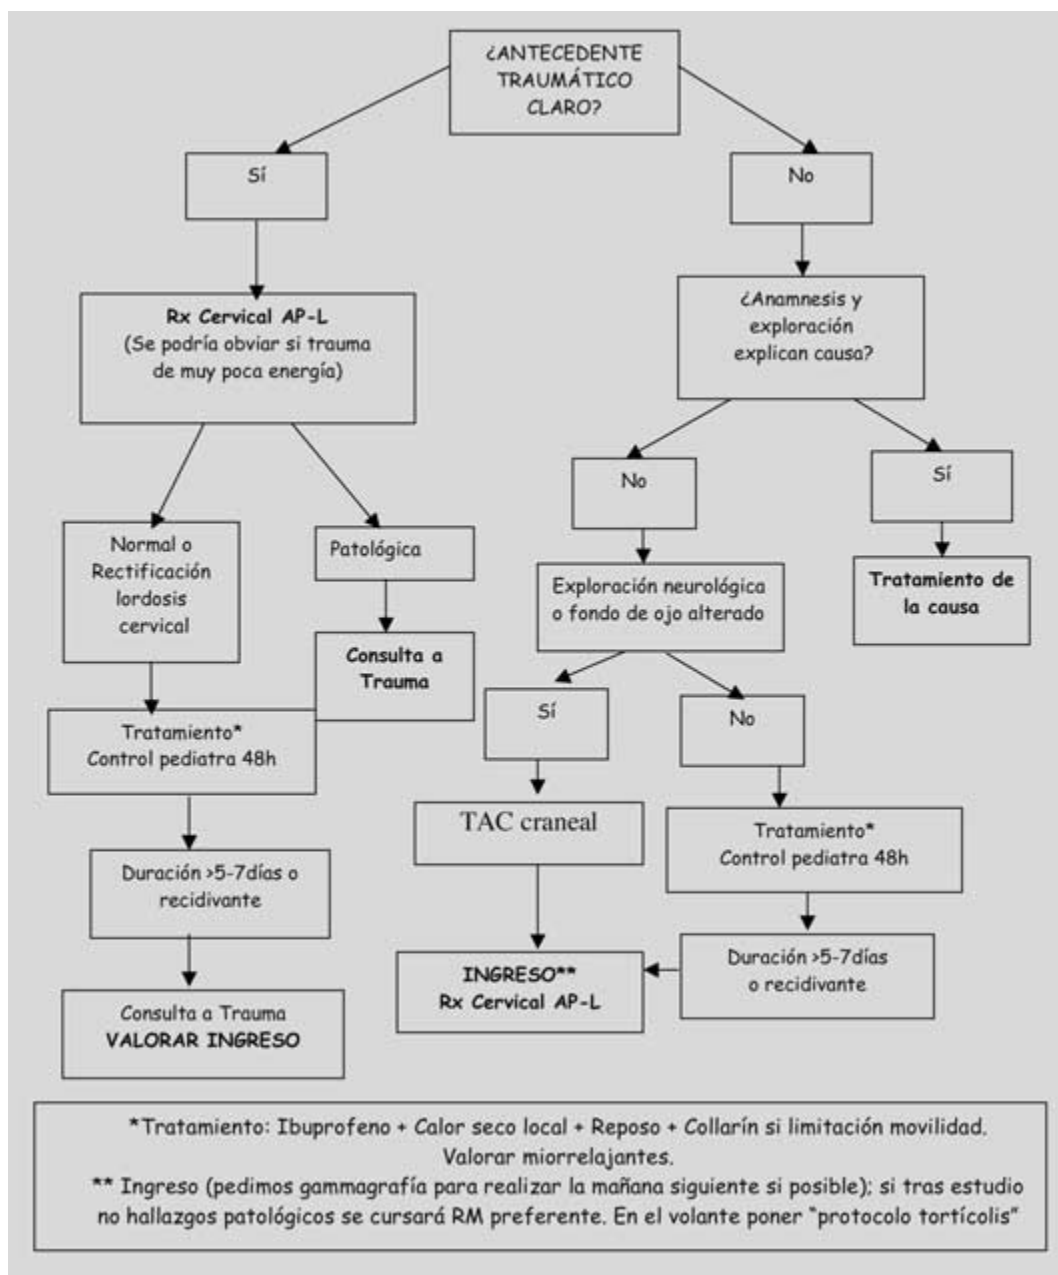 ¿ANTECEDENTE
TRAUMÁTICO
CLARO?
Sí
No
Rx Cervical AP-L
(Se podría obviar si trauma
de muy poca energía)
¿Anamnesis y
exploración
explican causa?
No
Sí
Normal o
Rectificación
lordosis
cervical
Patológica
Exploración neurológica
o fondo de ojo alterado
Tratamiento de
la causa
Consulta a
Trauma
Sí
No
Tratamiento*
Control pediatra 48h
TAC craneal
Tratamiento*
Control pediatra 48h
Duración >5-7días o
recidivante
INGRESO**
Rx Cervical AP-L
Duración >5-7días
o recidivante
Consulta a Trauma
VALORAR INGRESO
*Tratamiento: Ibuprofeno + Calor seco local + Reposo + Collarín si limitación movilidad.
Valorar miorrelajantes.
** Ingreso (pedimos gammagrafía para realizar la mañana siguiente si posible); si tras estudio
no hallazgos patológicos se cursará RM preferente. En el volante poner “protocolo tortícolis”